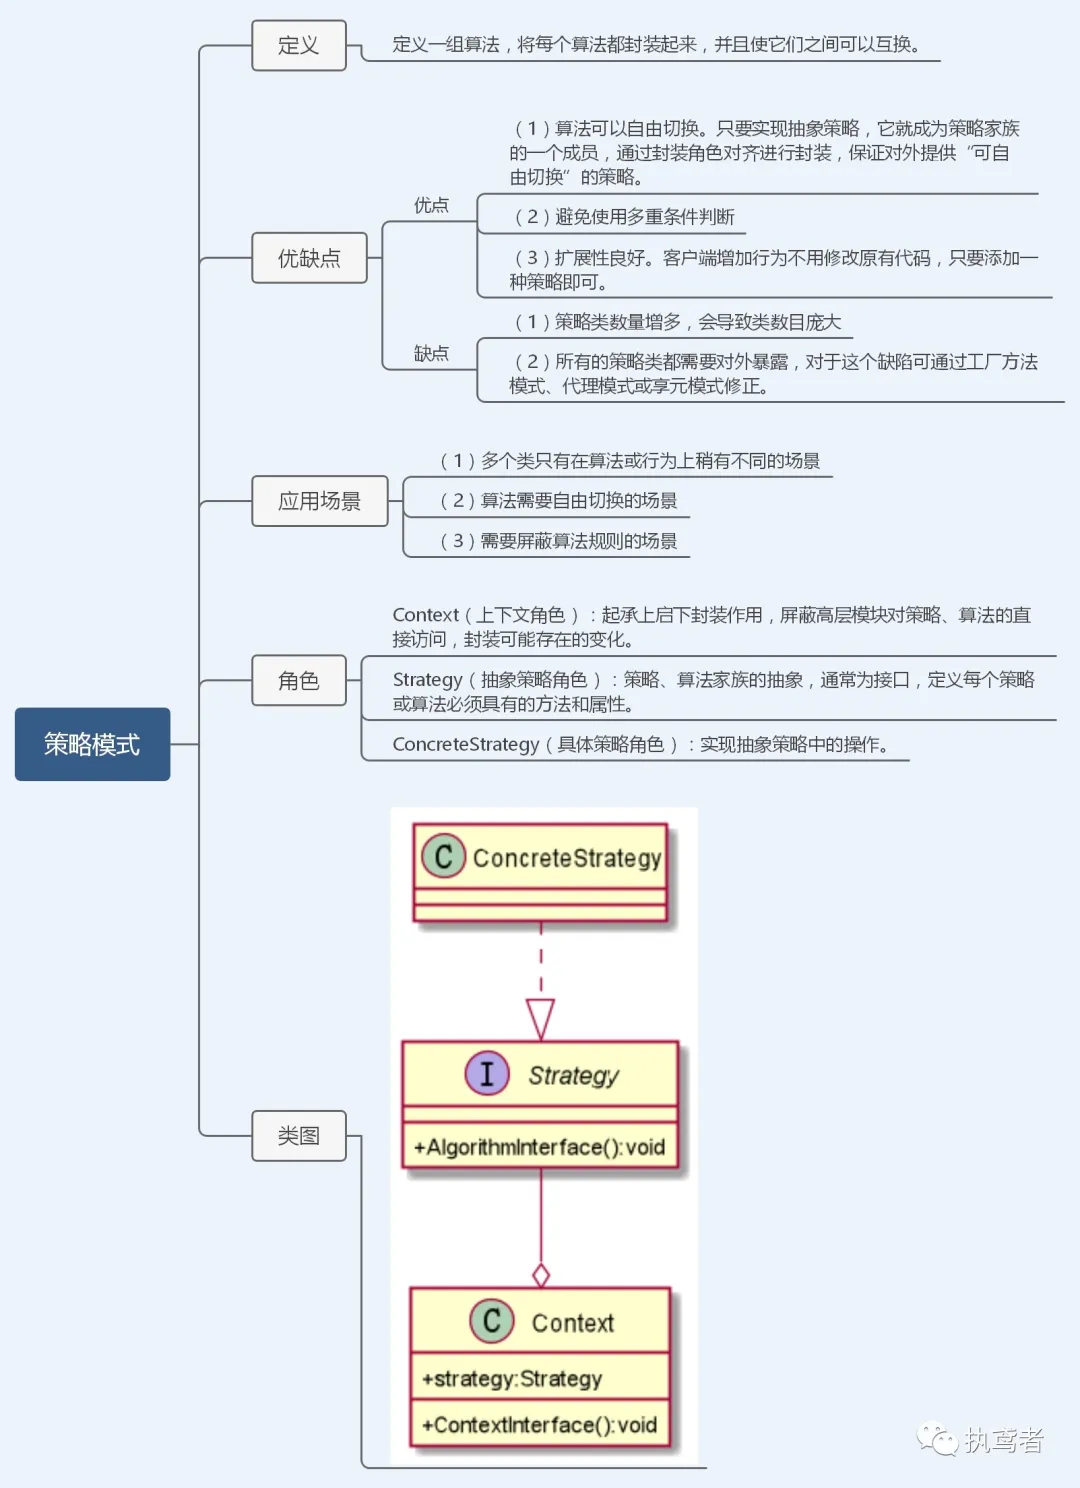 定义
定义一组算法，将每个算法都封装起来，并且使它们之间可以互换。
（1）算法可以自由切换。只要实现抽象策略，它就成为策略家族
的一个成员，通过封装角色对齐进行封装，保证对外提供“可自
由切换”的策略。
优点
（2）避免使用多重条件判断
优缺点
（3）扩展性良好。客户端增加行为不用修改原有代码，只要添加一
种策略即可。
（1）策略类数量增多，会导致类数目庞大
缺点
（2）所有的策略类都需要对外暴露，对于这个缺陷可通过工厂方法
模式、代理模式或享元模式修正。
（1）多个类只有在算法或行为上稍有不同的场景
应用场景
（2）算法需要自由切换的场景
（3）需要屏蔽算法规则的场景
Context（上下文角色）：起承上启下封装作用，屏蔽高层模块对策略、算法的直
接访问，封装可能存在的变化。
角色
Strategy（抽象策略角色）：策略、算法家族的抽象，通常为接口，定义每个策略
或算法必须具有的方法和属性。
ConcreteStrategy（具体策略角色）：实现抽象策略中的操作。
策略模式
C ConcreteStrategy
I Strategy
+AlgorithmInterface():void
类图
C Context
+strategy:Strategy
+ContextInterface():void
执鸢者